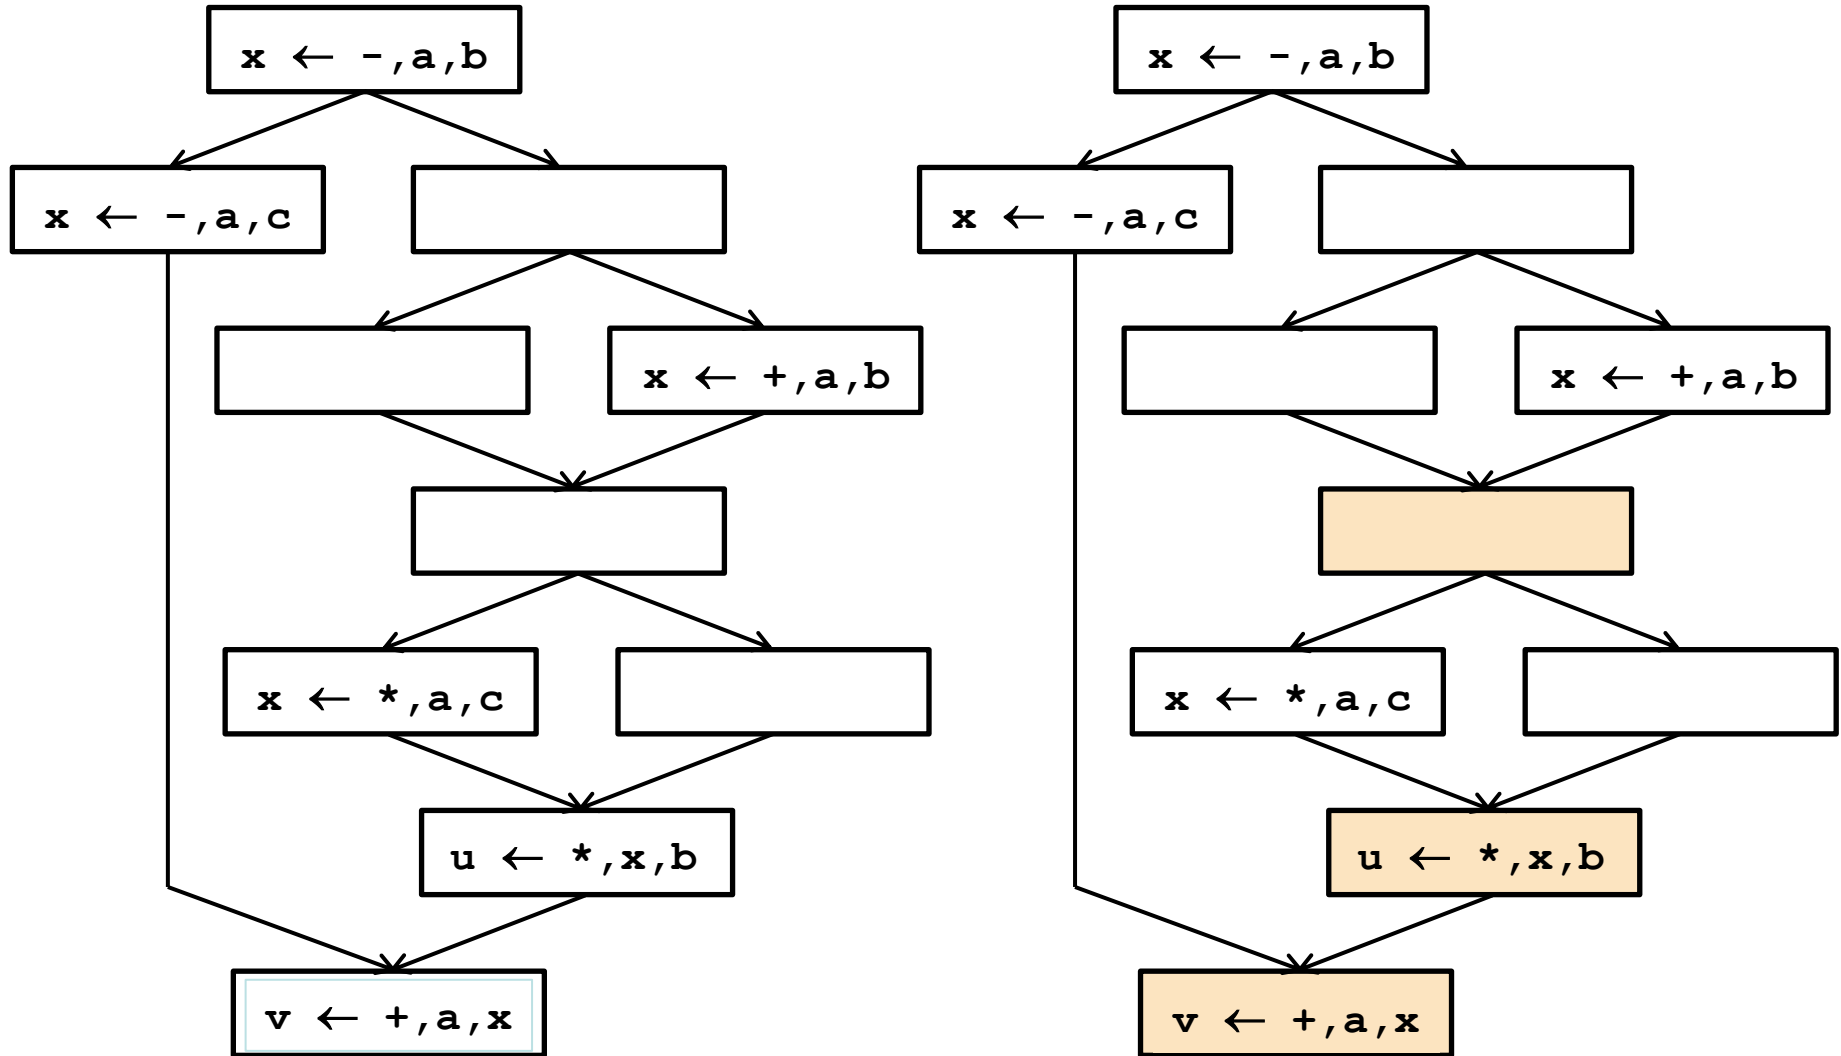 x ← -,a,b
x ← -,a,c
x ← +,a,b
x ← *,a,c
u ← *,x,b
v ← +,a,x
x ← -,a,b
x ← -,a,c
x ← +,a,b
x ← *,a,c
u ← *,x,b
v ← +,a,x